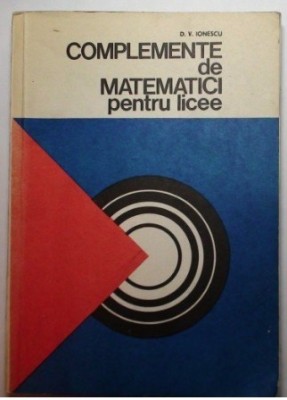 D. V. IONESCU
COMPLEMENTE
de
MATEMATICI
pentru licee